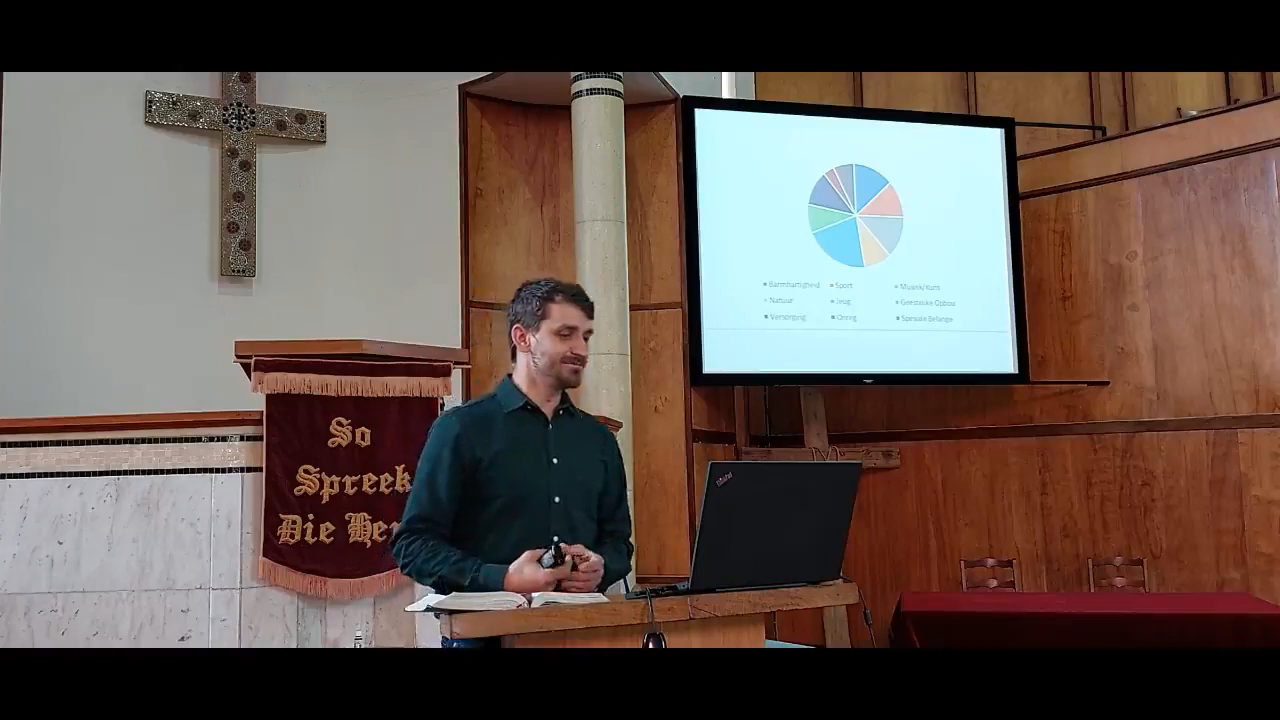 So
Spreek
Die He
Barmhartigheid Sport Musiek/Kuns
Natuur Jeug Geestelike Opbou
Versorging Omrig Spesiale Belange